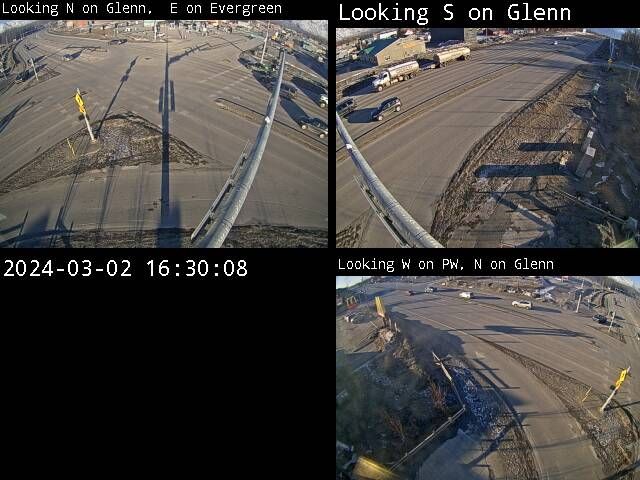 Looking N on Glenn, E on Evergreen
Looking S on Glenn
2024-03-02 16:30:08
Looking W on PW, N on Glenn